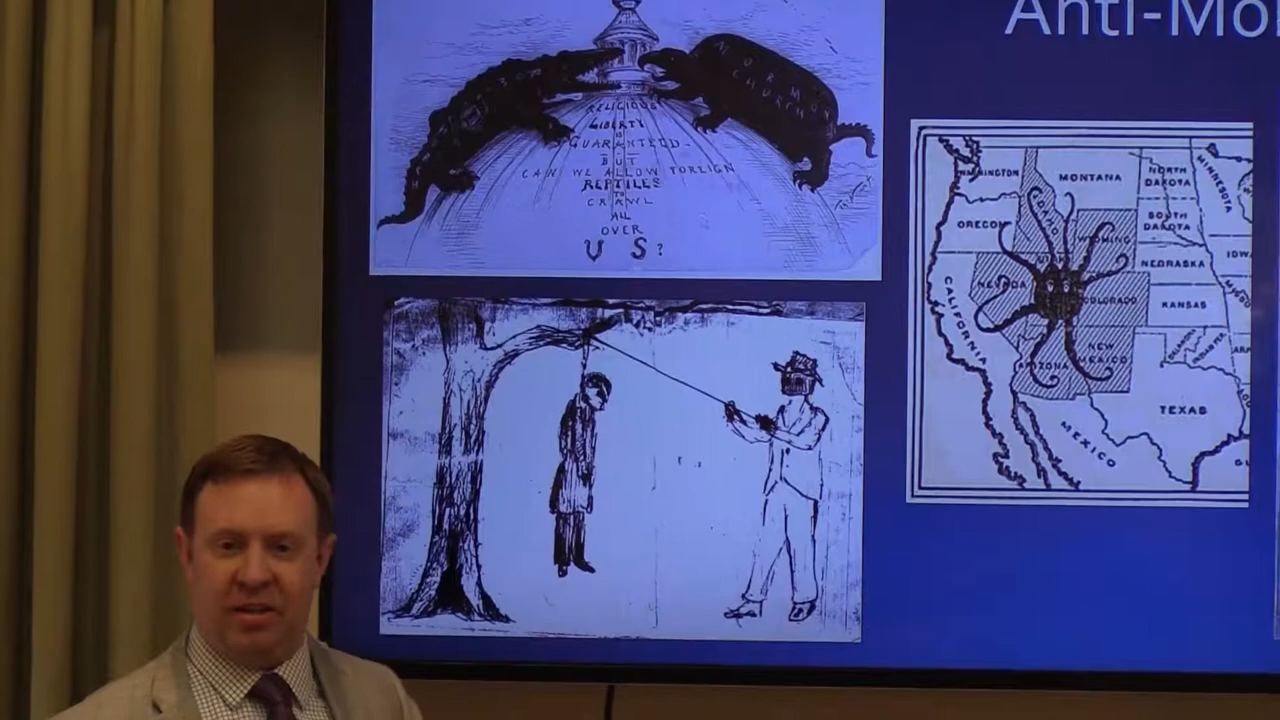 Anti-Mo
MORMON
CHURCH
RELIGIOUS
LIBERTY
IS
GUARANTEED-
BUT
CAN WE ALLOW FOREIGN
REPTILES
TO
CRAWL
ALL
OVER
U S?
WASHINGTON
MONTANA
NORTH
DAKOTA
MINNESOTA
OREGON
IDAHO
WYOMING
SOUTH
DAKOTA
IOW
NEBRASKA
NEVADA
UTAH
COLORADO
KANSAS
CALIFORNIA
ARIZONA
NEW
MEXICO
TEXAS
MEXICO